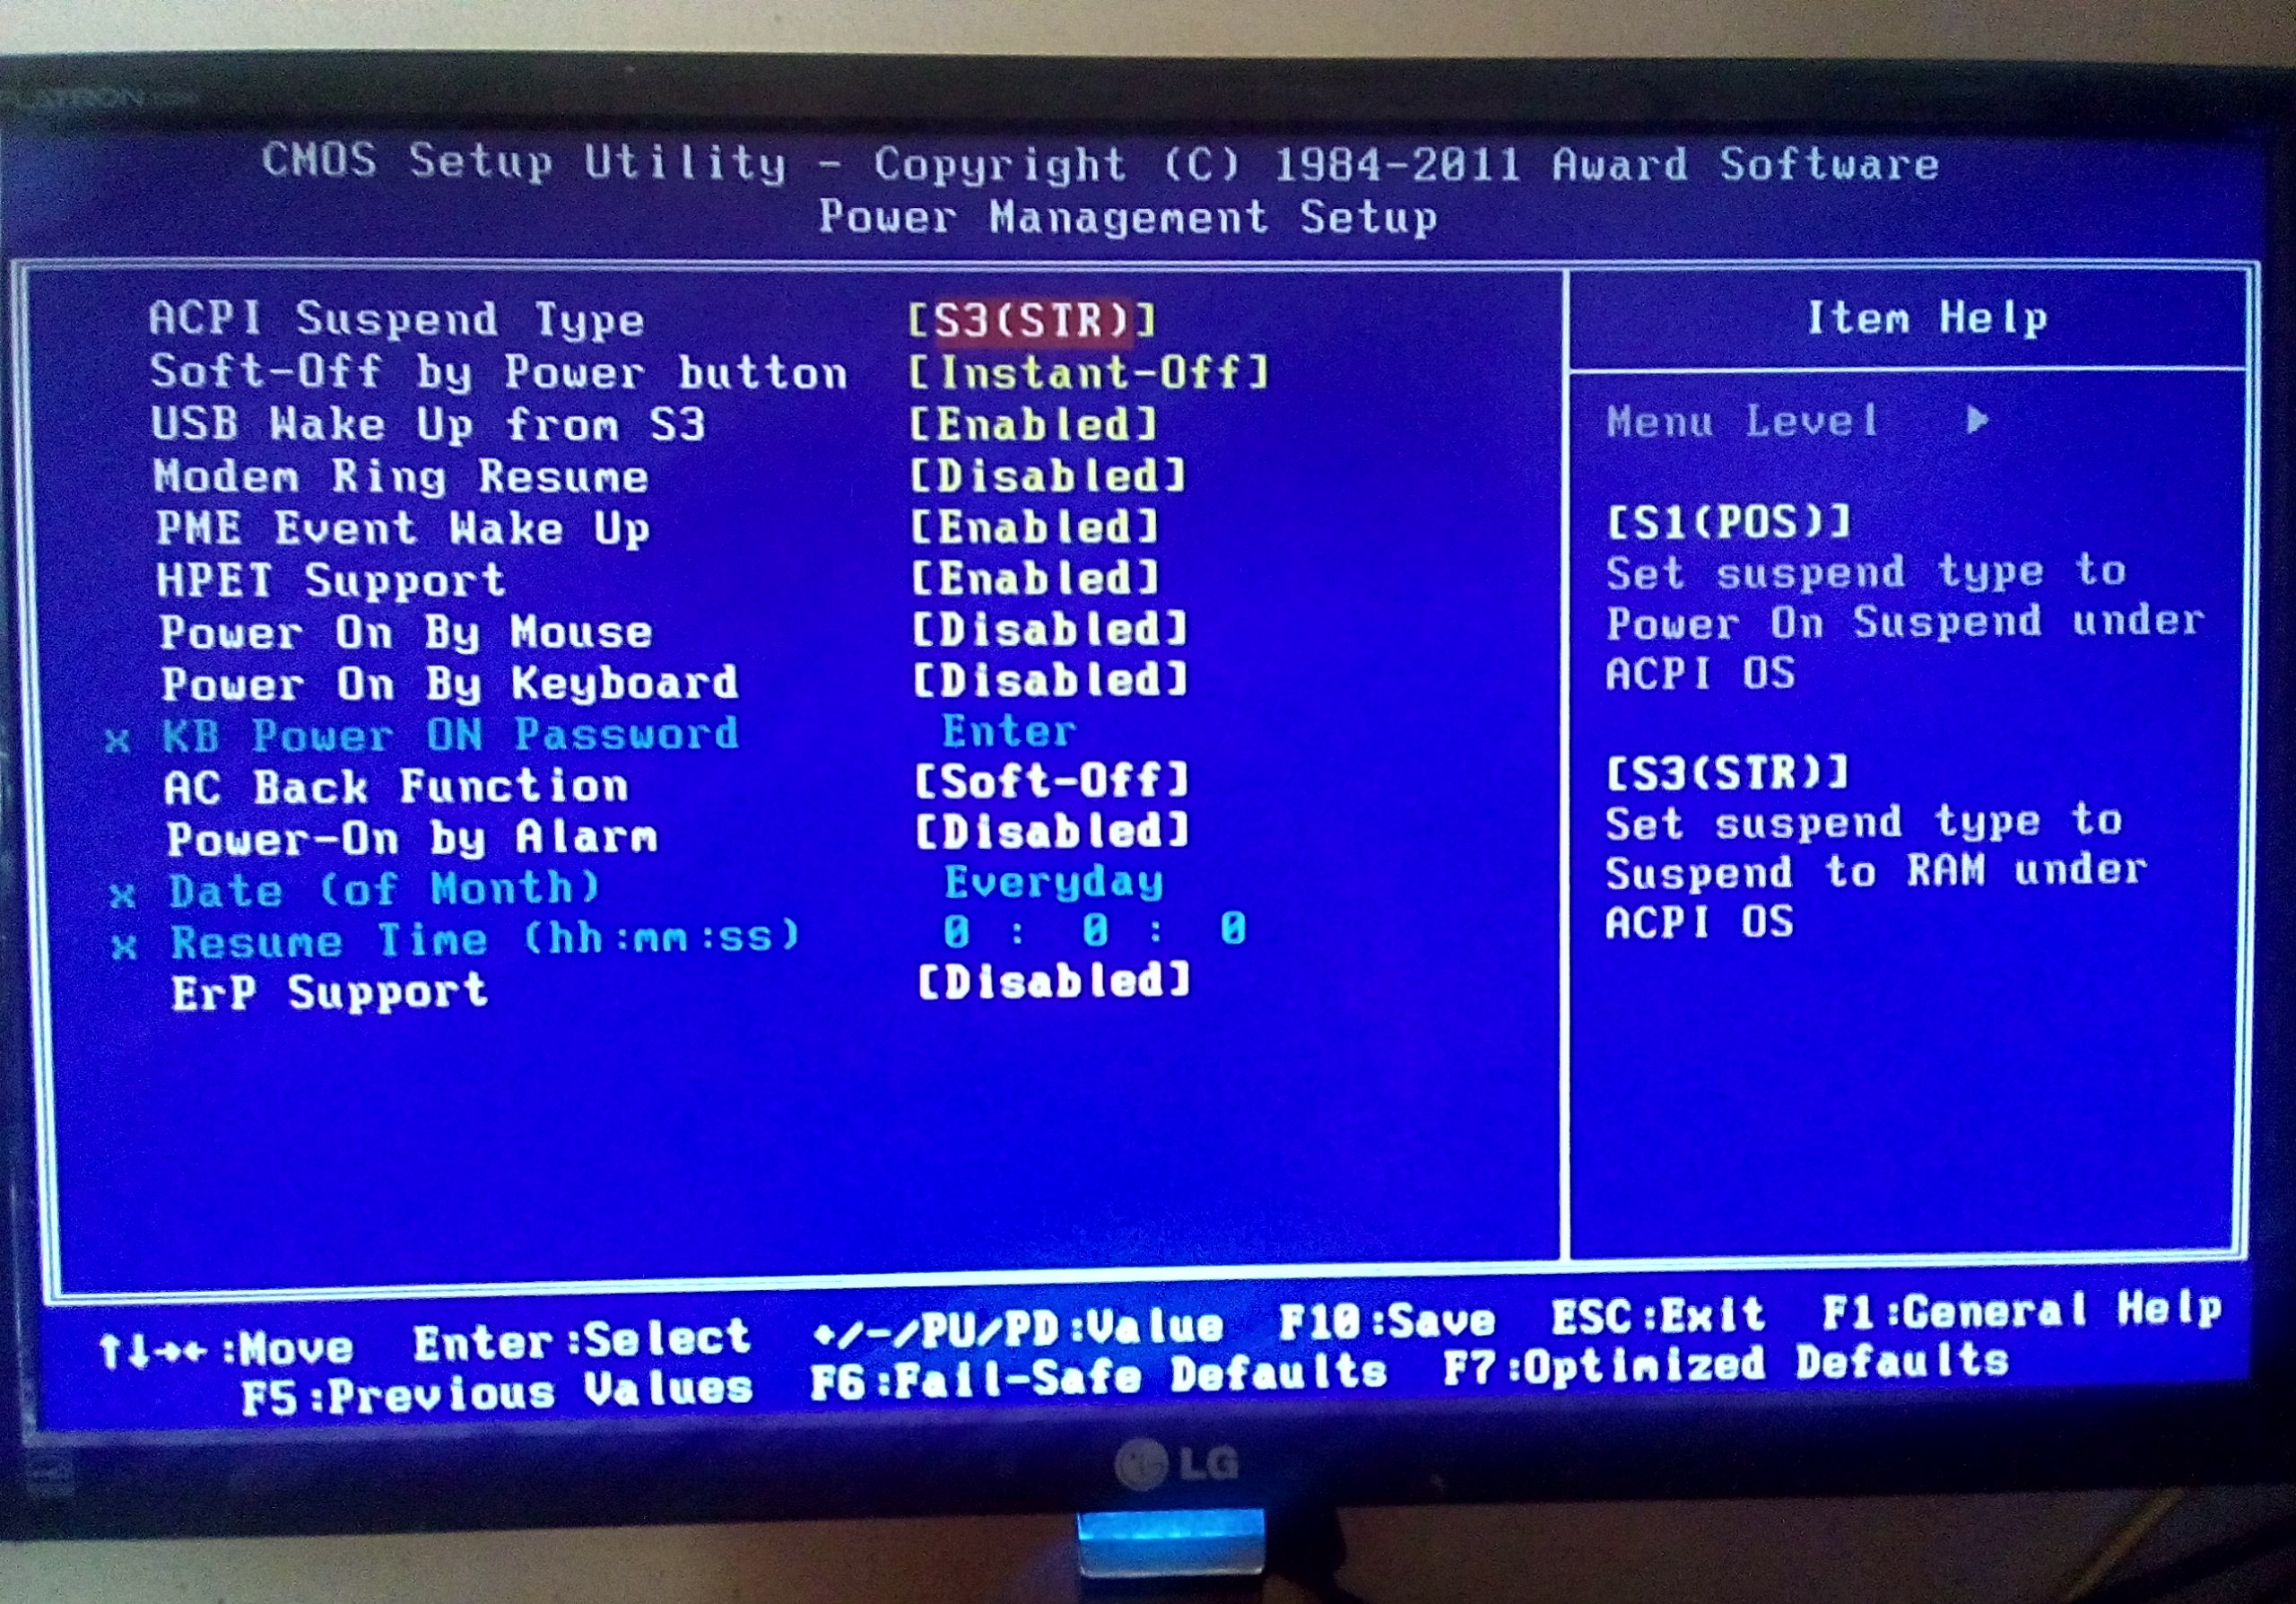 CMOS Setup Utility - Copyright (C) 1984-2011 Award Software
Power Management Setup
ACPI Suspend Type [S3(STR)]
Soft-Off by Power button [Instant-Off]
USB Wake Up from S3 [Enabled]
Modem Ring Resume [Disabled]
PME Event Wake Up [Enabled]
HPET Support [Enabled]
Power On By Mouse [Disabled]
Power On By Keyboard [Disabled]
x KB Power ON Password Enter
AC Back Function [Soft-Off]
Power-On by Alarm [Disabled]
x Date (of Month) Everyday
x Resume Time (hh:mm:ss) 0 : 0 : 0
ErP Support [Disabled]
Item Help
Menu Level ▶
[S1(POS)]
Set suspend type to
Power On Suspend under
ACPI OS
[S3(STR)]
Set suspend type to
Suspend to RAM under
ACPI OS
↑↓→←:Move Enter:Select +/-/PU/PD:Value F10:Save ESC:Exit F1:General Help
F5:Previous Values F6:Fail-Safe Defaults F7:Optimized Defaults
LG